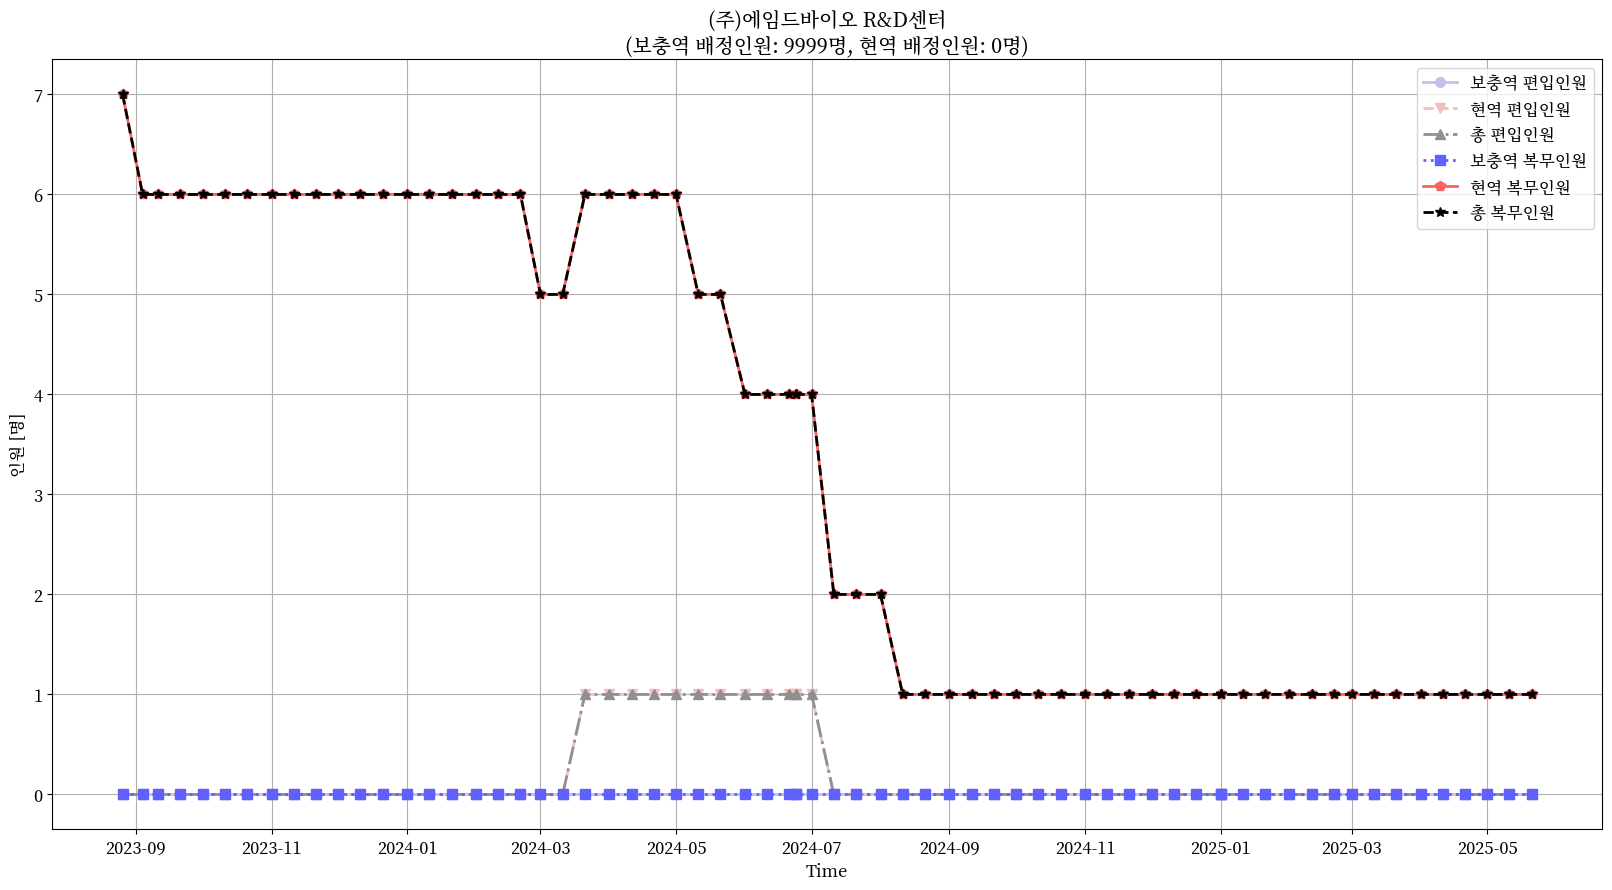 (주)에임드바이오 R&D센터
(보충역 배정인원: 9999명, 현역 배정인원: 0명)
보충역 편입인원
현역 편입인원
총 편입인원
보충역 복무인원
현역 복무인원
총 복무인원
7
6
5
4
3
2
1
0
인원 [명]
2023-09 2023-11 2024-01 2024-03 2024-05 2024-07 2024-09 2024-11 2025-01 2025-03 2025-05
Time